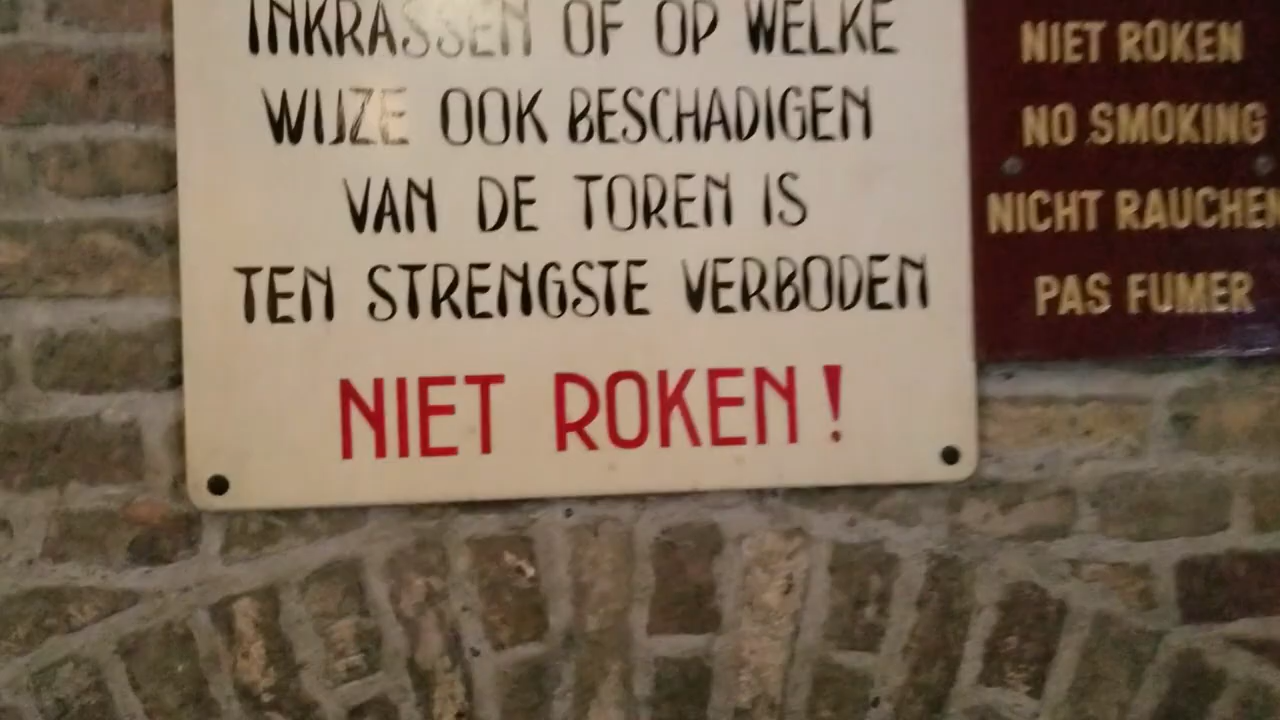 INKRASSEN OF OP WELKE
WIJZE OOK BESCHADIGEN
VAN DE TOREN IS
TEN STRENGSTE VERBODEN
NIET ROKEN!
NIET ROKEN
NO SMOKING
NICHT RAUCHEN
PAS FUMER